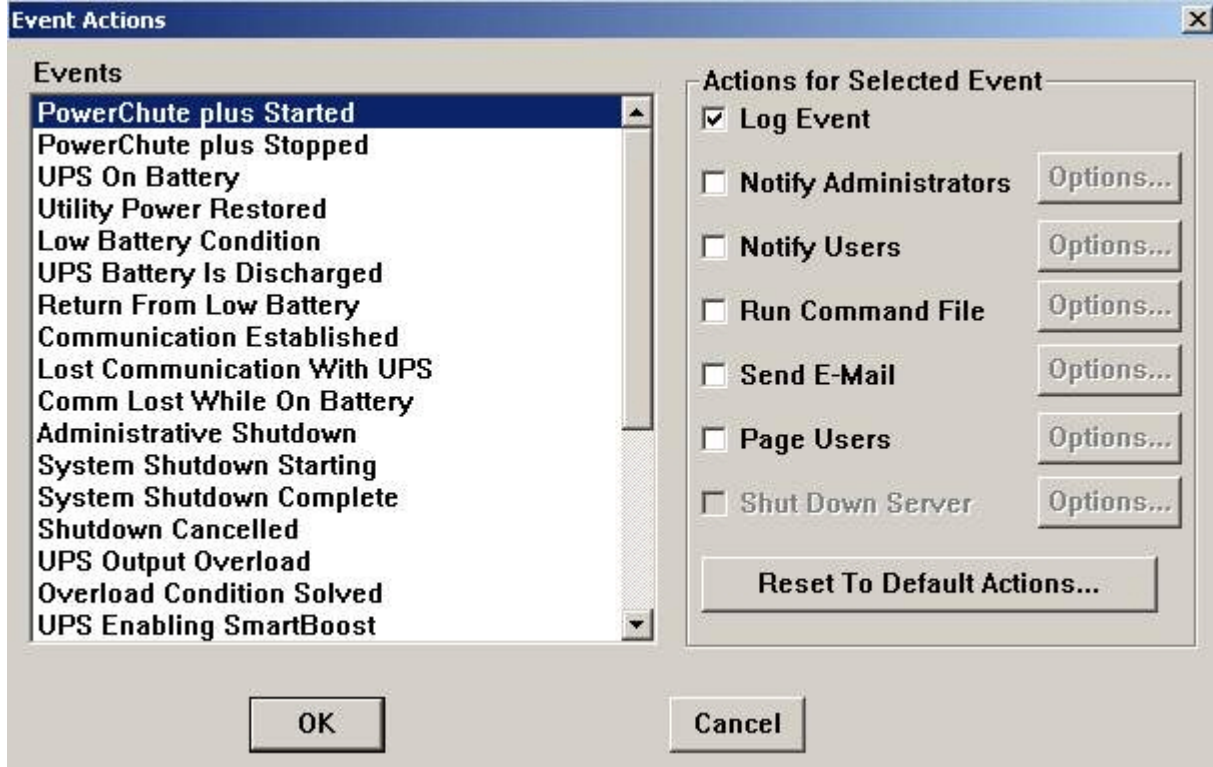 Event Actions
Events
PowerChute plus Started
PowerChute plus Stopped
UPS On Battery
Utility Power Restored
Low Battery Condition
UPS Battery Is Discharged
Return From Low Battery
Communication Established
Lost Communication With UPS
Comm Lost While On Battery
Administrative Shutdown
System Shutdown Starting
System Shutdown Complete
Shutdown Cancelled
UPS Output Overload
Overload Condition Solved
UPS Enabling SmartBoost
Actions for Selected Event
Log Event
Notify Administrators Options...
Notify Users Options...
Run Command File Options...
Send E-Mail Options...
Page Users Options...
Shut Down Server Options...
Reset To Default Actions...
OK Cancel